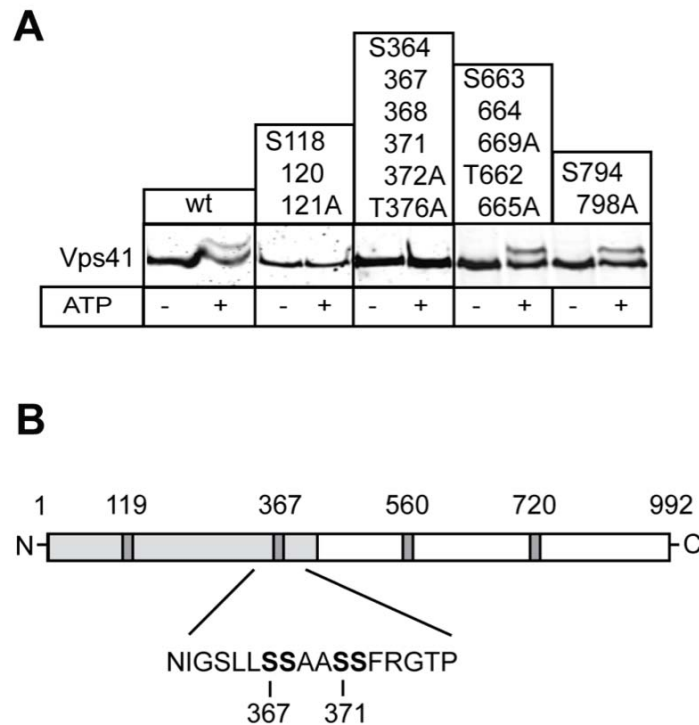 A
S364
367
368
371
372A
T376A
S663
664
669A
T662
665A
S118
120
121A
S794
798A
wt
Vps41
ATP - + - + - + - + - +
B
1 119 367 560 720 992
N C
NIGSLLSSAASSFRGTP
367 371